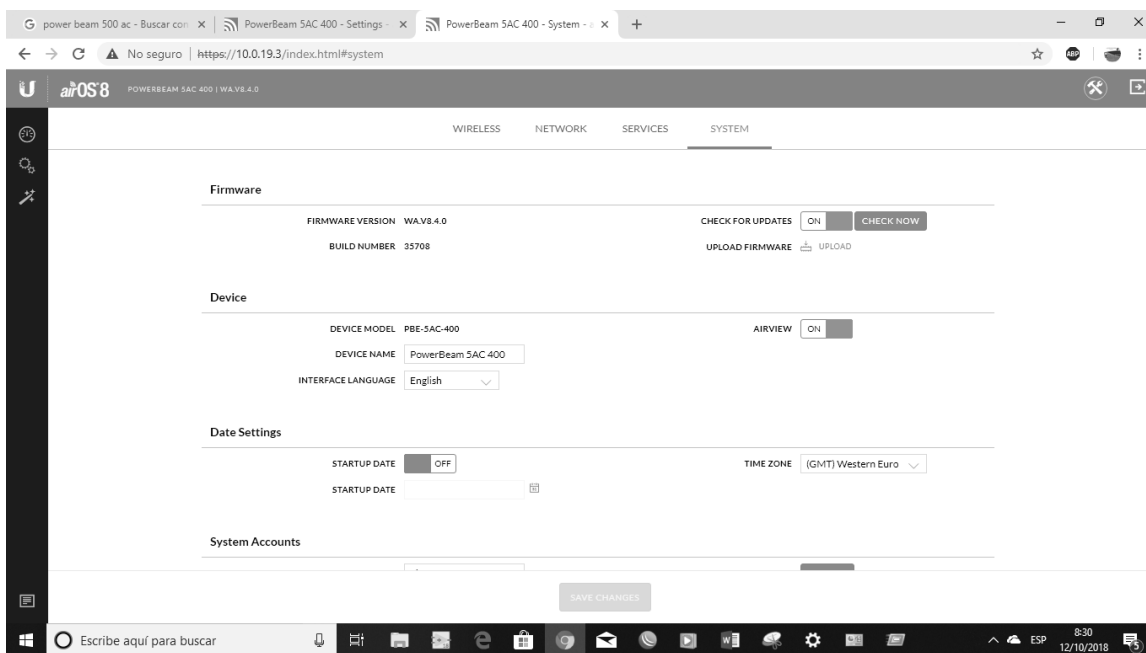 power beam 500 ac - Buscar con
PowerBeam 5AC 400 - Settings -
PowerBeam 5AC 400 - System - a
No seguro | https://10.0.19.3/index.html#system
ABP
airOS 8 POWERBEAM 5AC 400 | WA.V8.4.0
WIRELESS NETWORK SERVICES SYSTEM
Firmware
FIRMWARE VERSION WA.V8.4.0 CHECK FOR UPDATES ON CHECK NOW
BUILD NUMBER 35708 UPLOAD FIRMWARE UPLOAD
Device
DEVICE MODEL PBE-5AC-400 AIRVIEW ON
DEVICE NAME PowerBeam 5AC 400
INTERFACE LANGUAGE English
Date Settings
STARTUP DATE OFF TIME ZONE (GMT) Western Euro
STARTUP DATE
System Accounts
SAVE CHANGES
Escribe aquí para buscar
ESP
8:30
12/10/2018